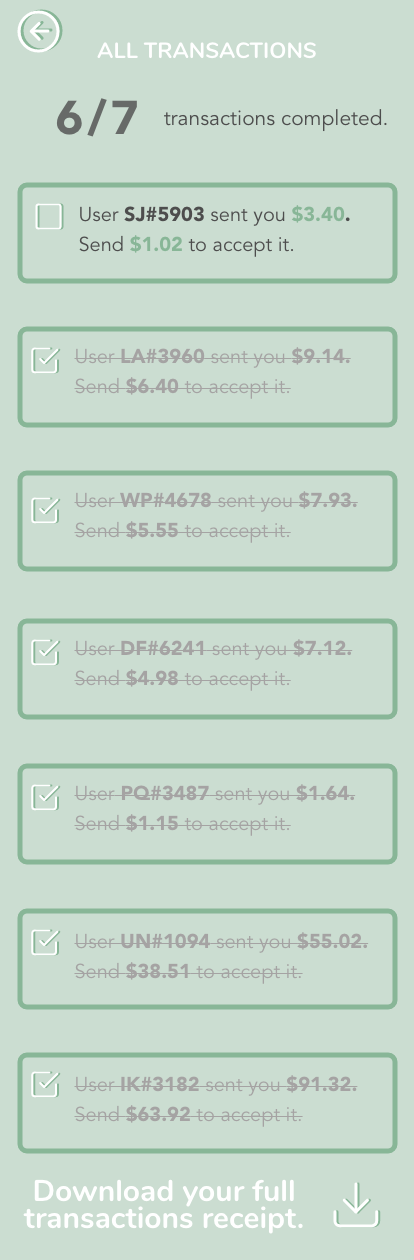 ALL TRANSACTIONS
6/7 transactions completed.
User SJ#5903 sent you $3.40.
Send $1.02 to accept it.
User LA#3960 sent you $9.14.
Send $6.40 to accept it.
User WP#4678 sent you $7.93.
Send $5.55 to accept it.
User DF#6241 sent you $7.12.
Send $4.98 to accept it.
User PQ#3487 sent you $1.64.
Send $1.15 to accept it.
User UN#1094 sent you $55.02.
Send $38.51 to accept it.
User IK#3182 sent you $91.32.
Send $63.92 to accept it.
Download your full
transactions receipt.